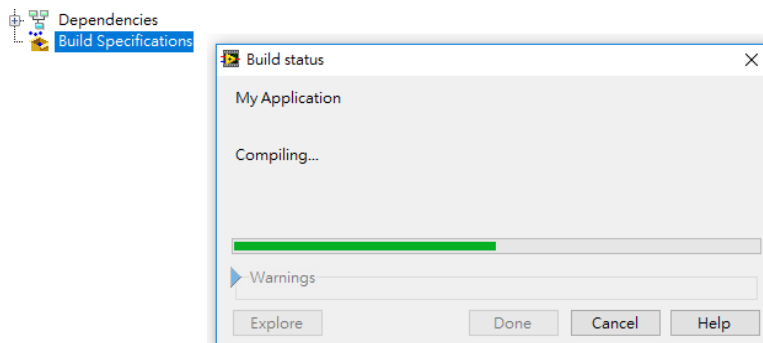 Dependencies
Build Specifications
Build status
My Application
Compiling...
Warnings
Explore
Done
Cancel
Help